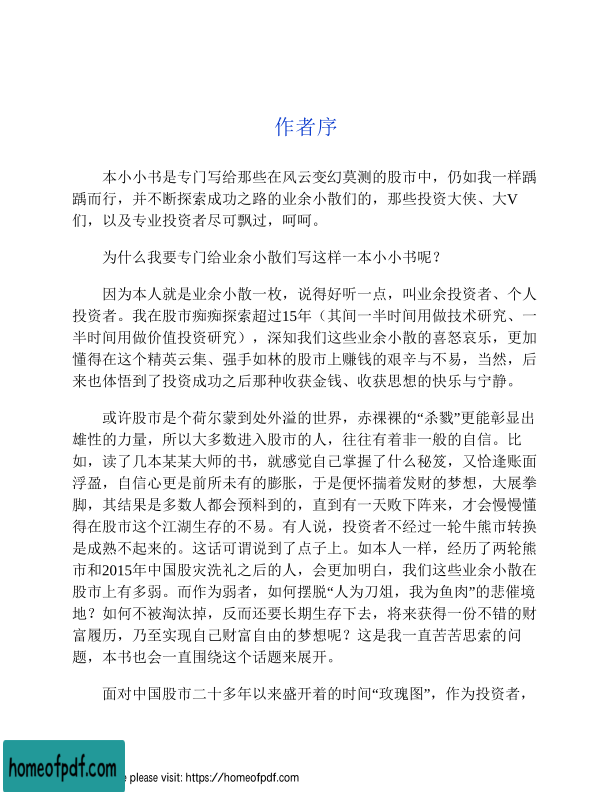 作者序
本小小书是专门写给那些在风云变幻莫测的股市中，仍如我一样踽
踽而行，并不断探索成功之路的业余小散们的，那些投资大侠、大V
们，以及专业投资者尽可飘过，呵呵。
为什么我要专门给业余小散们写这样一本小小书呢？
因为本人就是业余小散一枚，说得好听一点，叫业余投资者、个人
投资者。我在股市痴痴探索超过15年（其间一半时间用做技术研究、一
半时间用做价值投资研究），深知我们这些业余小散的喜怒哀乐，更加
懂得在这个精英云集、强手如林的股市上赚钱的艰辛与不易，当然，后
来也体悟到了投资成功之后那种收获金钱、收获思想的快乐与宁静。
或许股市是个荷尔蒙到处外溢的世界，赤裸裸的“杀戮”更能彰显出
雄性的力量，所以大多数进入股市的人，往往有着非一般的自信。比
如，读了几本某某大师的书，就感觉自己掌握了什么秘笈，又恰逢账面
浮盈，自信心更是前所未有的膨胀，于是便怀揣着发财的梦想，大展拳
脚，其结果是多数人都会预料到的，直到有一天败下阵来，才会慢慢懂
得在股市这个江湖生存的不易。有人说，投资者不经过一轮牛熊市转换
是成熟不起来的。这话可谓说到了点子上。如本人一样，经历了两轮熊
市和2015年中国股灾洗礼之后的人，会更加明白，我们这些业余小散在
股市上有多弱。而作为弱者，如何摆脱“人为刀俎，我为鱼肉”的悲催境
地？如何不被淘汰掉，反而还要长期生存下去，将来获得一份不错的财
富履历，乃至实现自己财富自由的梦想呢？这是我一直苦苦思索的问
题，本书也会一直围绕这个话题来展开。
面对中国股市二十多年以来盛开着的时间“玫瑰图”，作为投资者，
homeofpdf.com
e please visit: https://homeofpdf.com